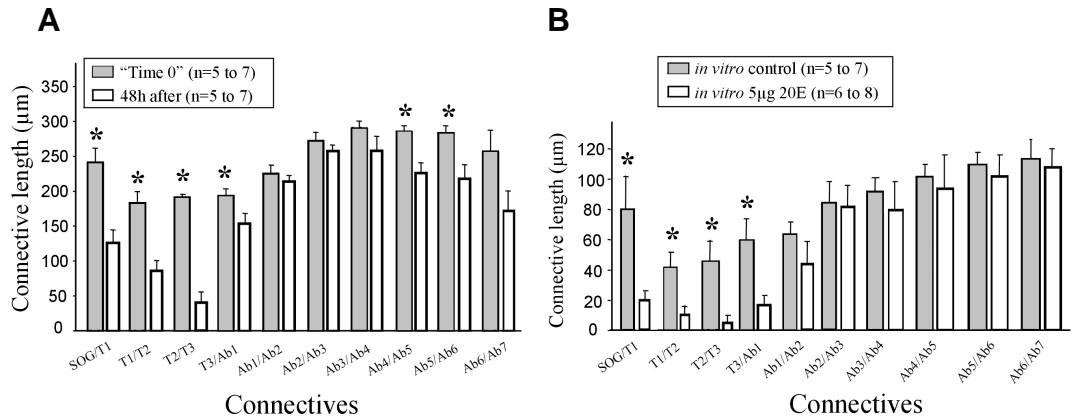 A
"Time 0" (n=5 to 7)
48h after (n=5 to 7)
Connective length (μm)
350
300
250
200
150
100
50
0
*
*
*
*
*
*
SOG/T1
T1/T2
T2/T3
T3/Ab1
Ab1/Ab2
Ab2/Ab3
Ab3/Ab4
Ab4/Ab5
Ab5/Ab6
Ab6/Ab7
Connectives
B
in vitro control (n=5 to 7)
in vitro 5μg 20E (n=6 to 8)
Connective length (μm)
120
100
80
60
40
20
0
*
*
*
*
SOG/T1
T1/T2
T2/T3
T3/Ab1
Ab1/Ab2
Ab2/Ab3
Ab3/Ab4
Ab4/Ab5
Ab5/Ab6
Ab6/Ab7
Connectives